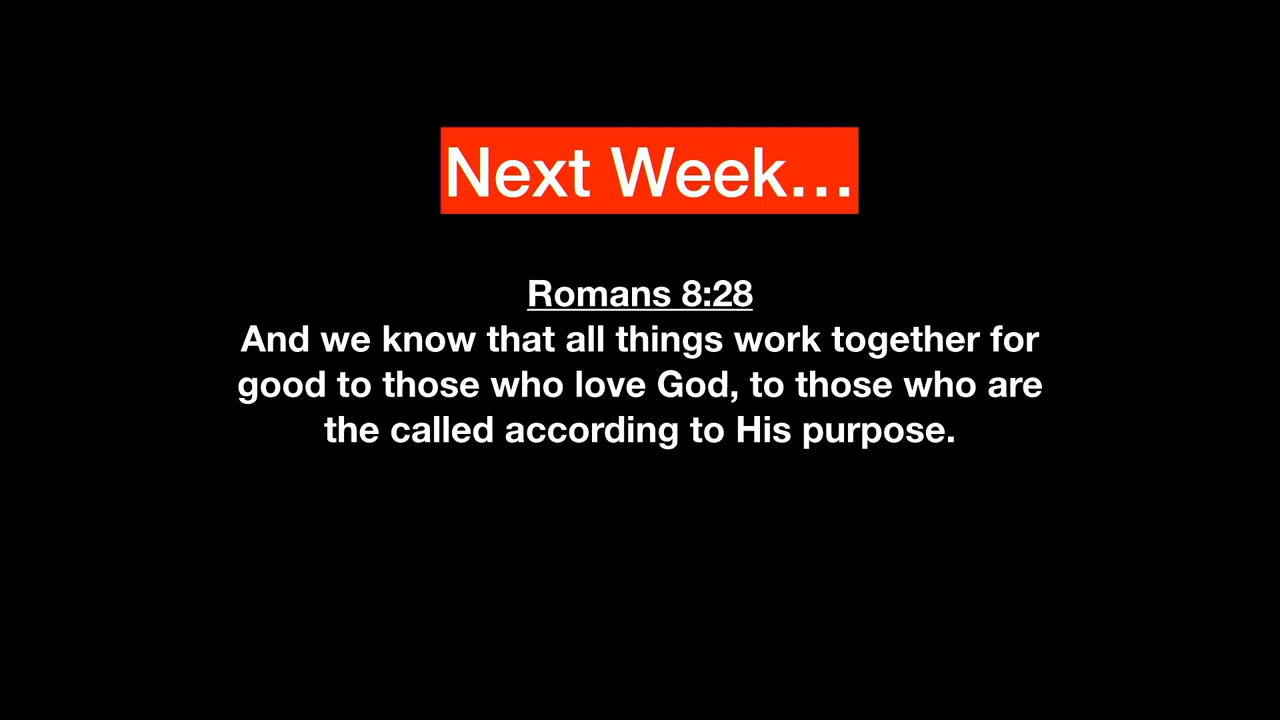 Next Week...
Romans 8:28
And we know that all things work together for
good to those who love God, to those who are
the called according to His purpose.